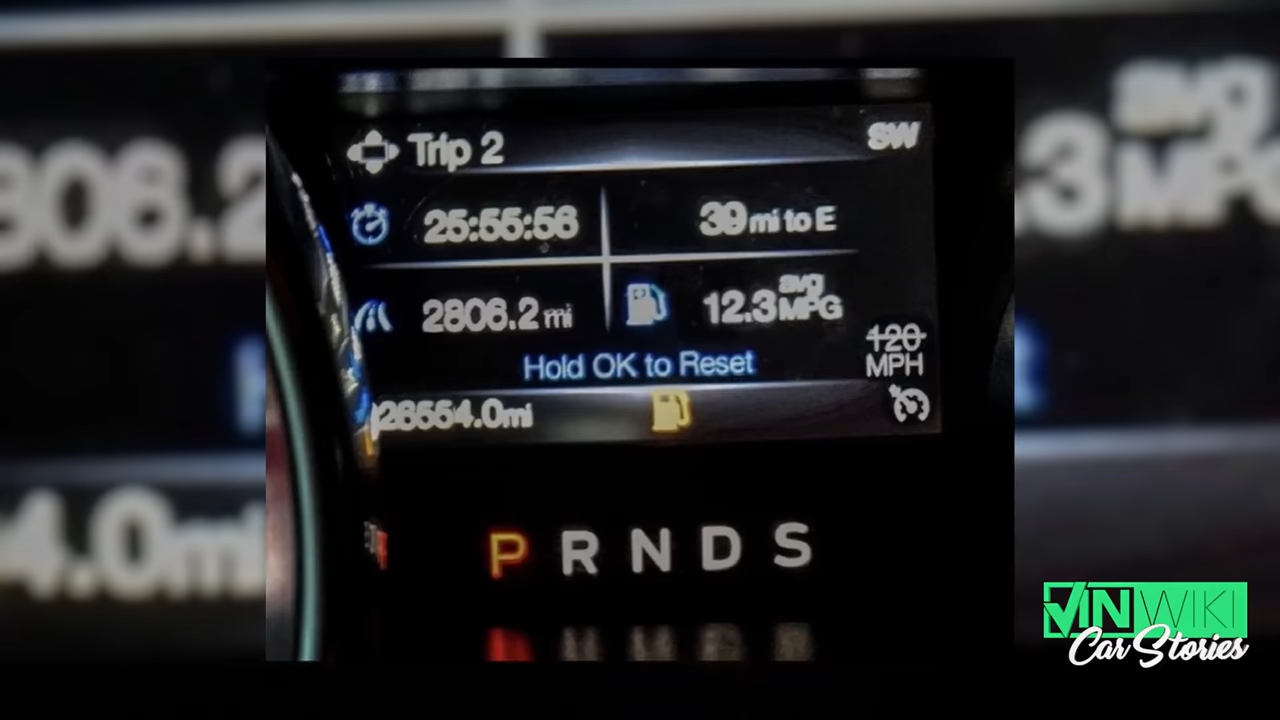 Trip 2
SW
25:55:56
39 mi to E
2806.2 mi
12.3 avg MPG
Hold OK to Reset
120 MPH
26554.0mi
P R N D S
VINWIKI
Car Stories